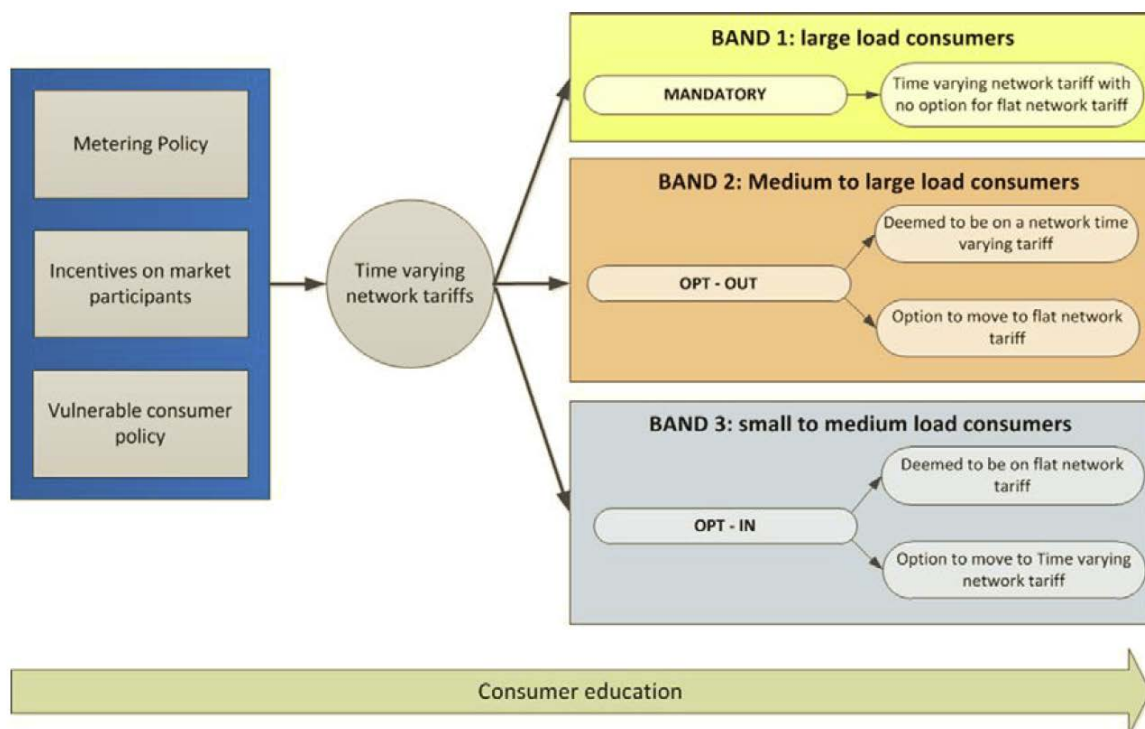 Metering Policy
Incentives on market
participants
Vulnerable consumer
policy
Time varying
network tariffs
BAND 1: large load consumers
MANDATORY
Time varying network tariff with
no option for flat network tariff
BAND 2: Medium to large load consumers
OPT - OUT
Deemed to be on a network time
varying tariff
Option to move to flat network
tariff
BAND 3: small to medium load consumers
OPT - IN
Deemed to be on flat network
tariff
Option to move to Time varying
network tariff
Consumer education